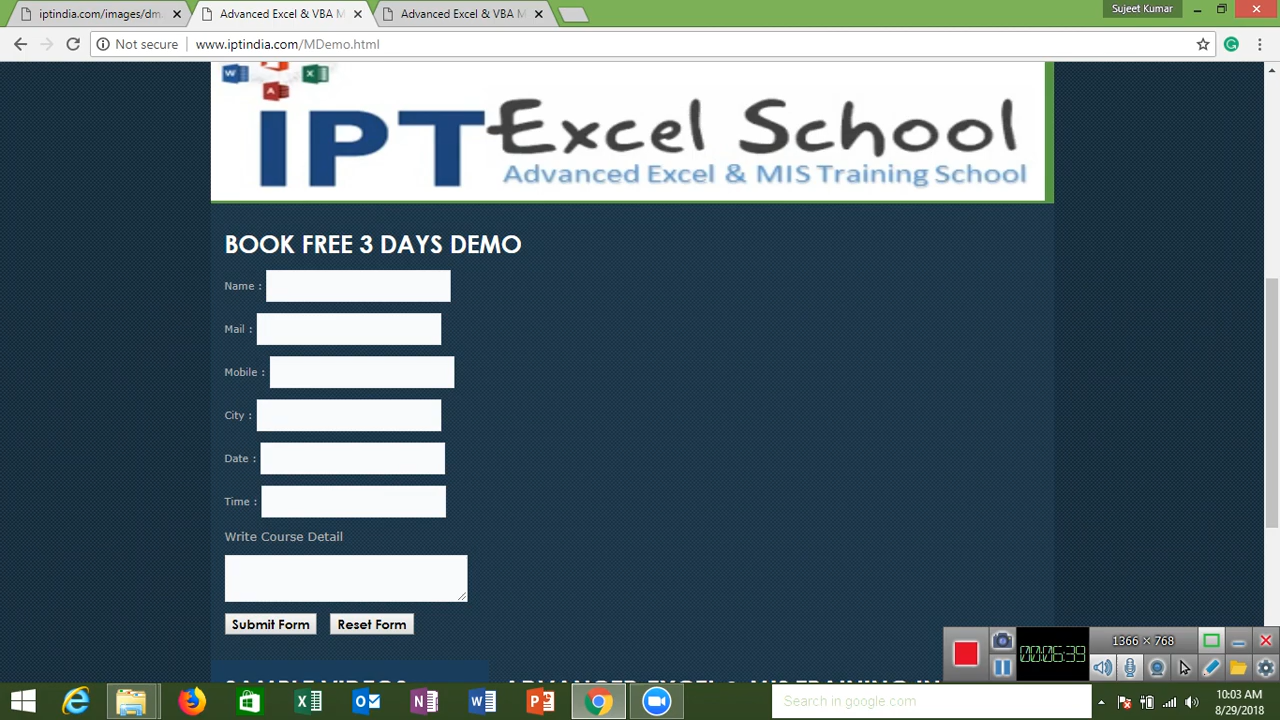 iptindia.com/images/dm
Advanced Excel & VBA M
Advanced Excel & VBA M
Sujeet Kumar
Not secure
www.iptindia.com/MDemo.html
iPT Excel School
Advanced Excel & MIS Training School
BOOK FREE 3 DAYS DEMO
Name :
Mail :
Mobile :
City :
Date :
Time :
Write Course Detail
Submit Form
Reset Form
1366 × 768
00:06:39
Search in google.com
10:03 AM
8/29/2018